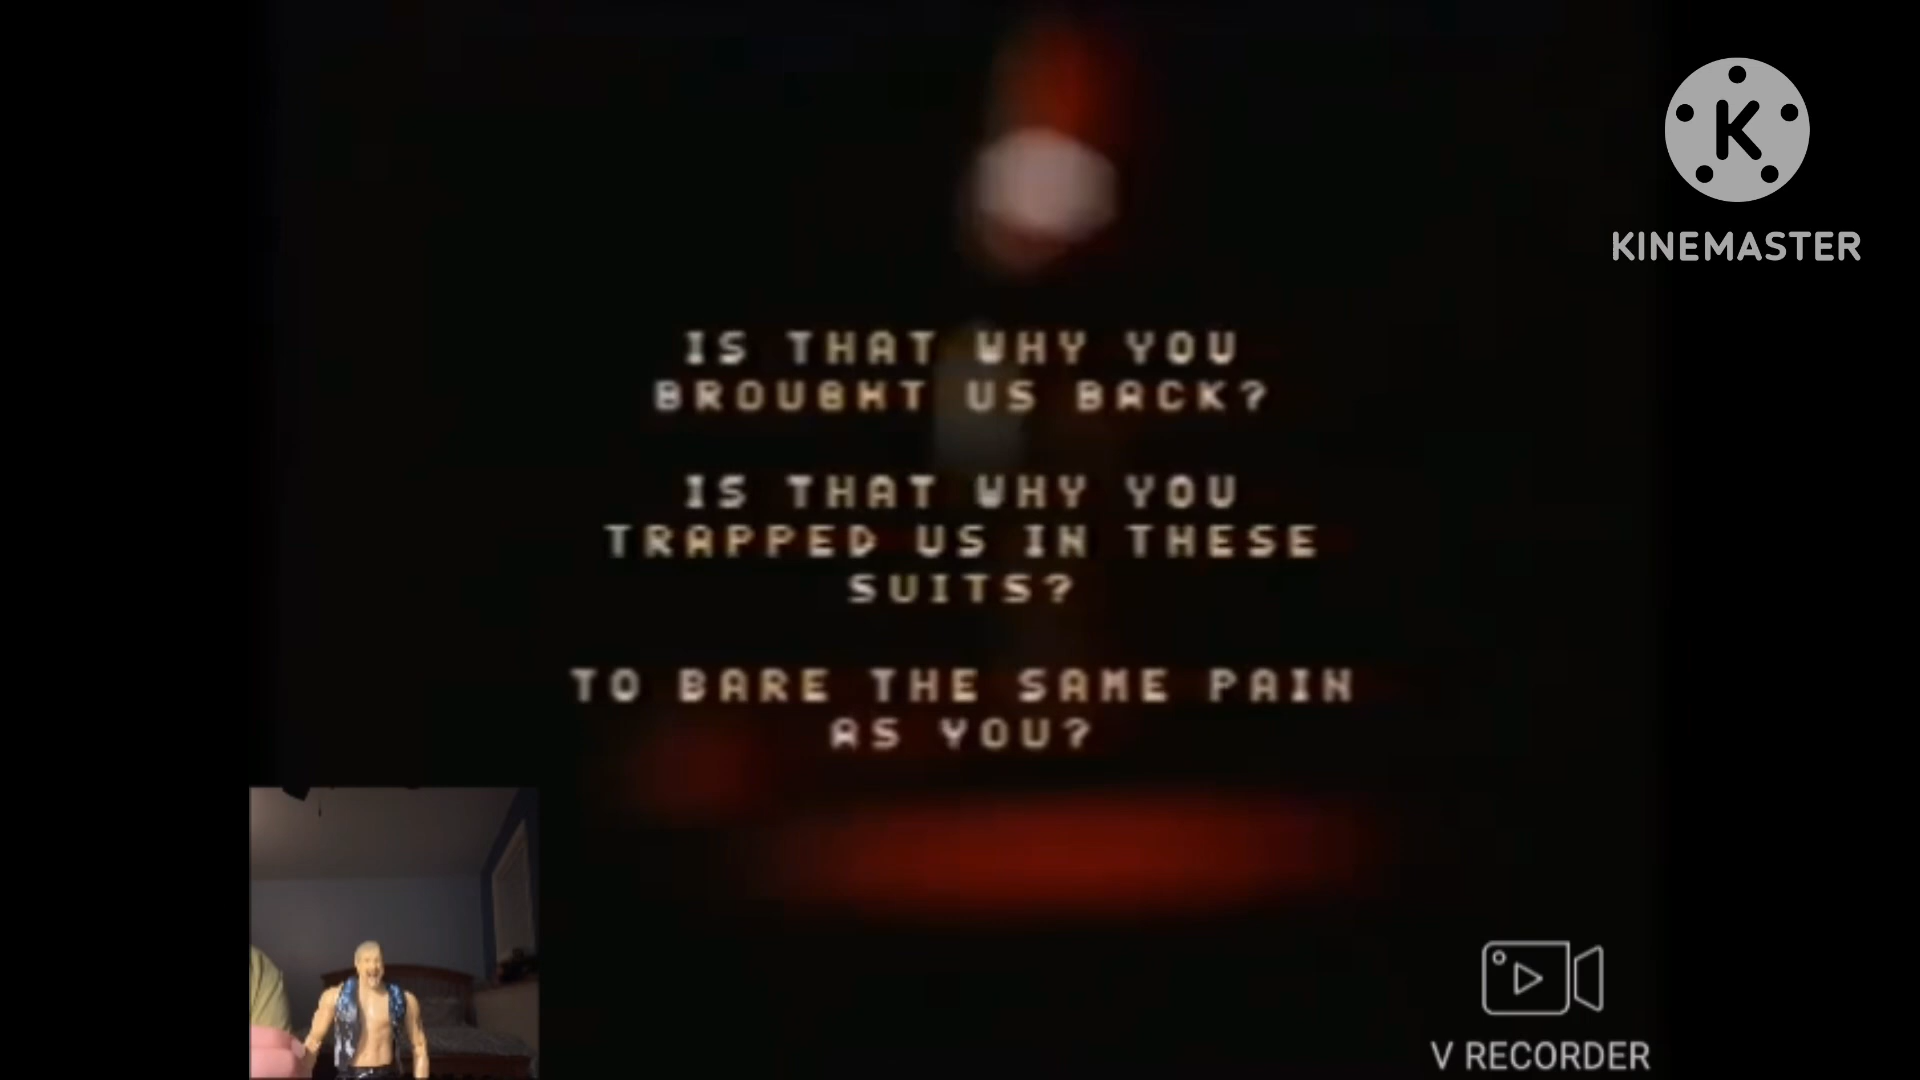 K
KINEMASTER
IS THAT WHY YOU
BROUGHT US BACK?
IS THAT WHY YOU
TRAPPED US IN THESE
SUITS?
TO BARE THE SAME PAIN
AS YOU?
V RECORDER